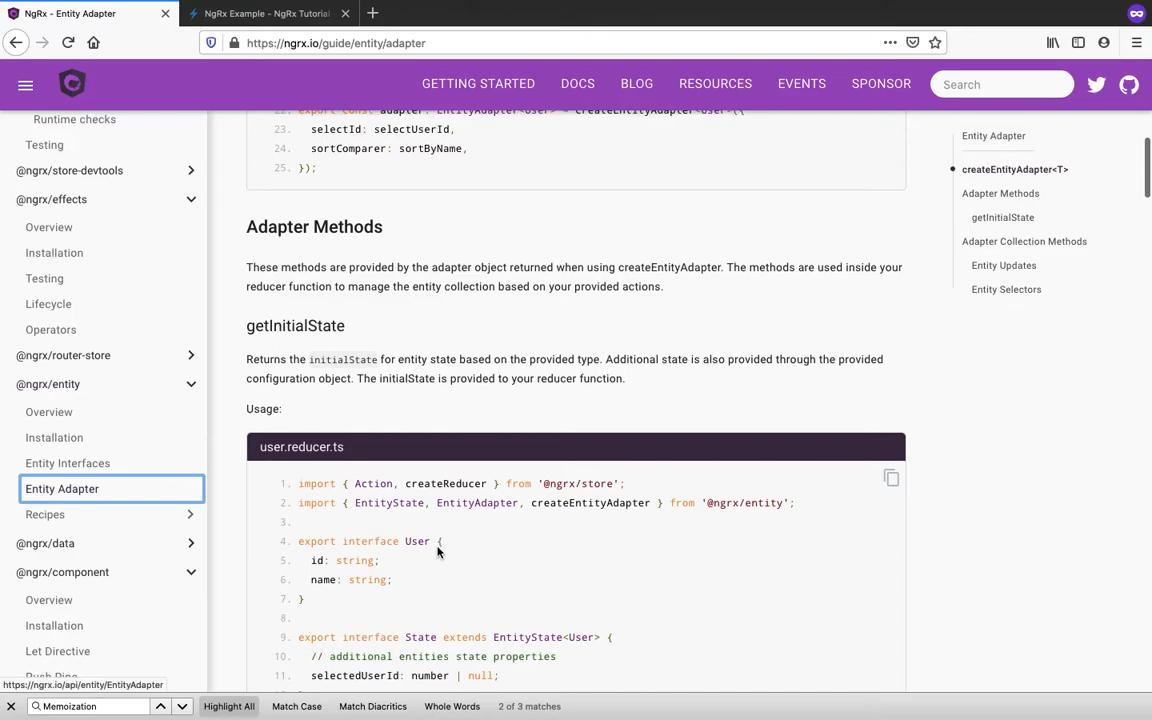 NgRx - Entity Adapter
NgRx Example - NgRx Tutorial
https://ngrx.io/guide/entity/adapter
GETTING STARTED
DOCS
BLOG
RESOURCES
EVENTS
SPONSOR
Search
Runtime checks
Testing
@ngrx/store-devtools
@ngrx/effects
Overview
Installation
Testing
Lifecycle
Operators
@ngrx/router-store
@ngrx/entity
Overview
Installation
Entity Interfaces
Entity Adapter
Recipes
@ngrx/data
@ngrx/component
Overview
Installation
Let Directive
Push Pipe
https://ngrx.io/api/entity/EntityAdapter
22. export const adapter: EntityAdapter<User> = createEntityAdapter<User>({
23. selectId: selectUserId,
24. sortComparer: sortByName,
25. });
Adapter Methods
These methods are provided by the adapter object returned when using createEntityAdapter. The methods are used inside your
reducer function to manage the entity collection based on your provided actions.
getInitialState
Returns the initialState for entity state based on the provided type. Additional state is also provided through the provided
configuration object. The initialState is provided to your reducer function.
Usage:
user.reducer.ts
1. import { Action, createReducer } from '@ngrx/store';
2. import { EntityState, EntityAdapter, createEntityAdapter } from '@ngrx/entity';
3.
4. export interface User {
5. id: string;
6. name: string;
7. }
8.
9. export interface State extends EntityState<User> {
10. // additional entities state properties
11. selectedUserId: number | null;
Entity Adapter
createEntityAdapter<T>
Adapter Methods
getInitialState
Adapter Collection Methods
Entity Updates
Entity Selectors
Memoization
Highlight All
Match Case
Match Diacritics
Whole Words
2 of 3 matches